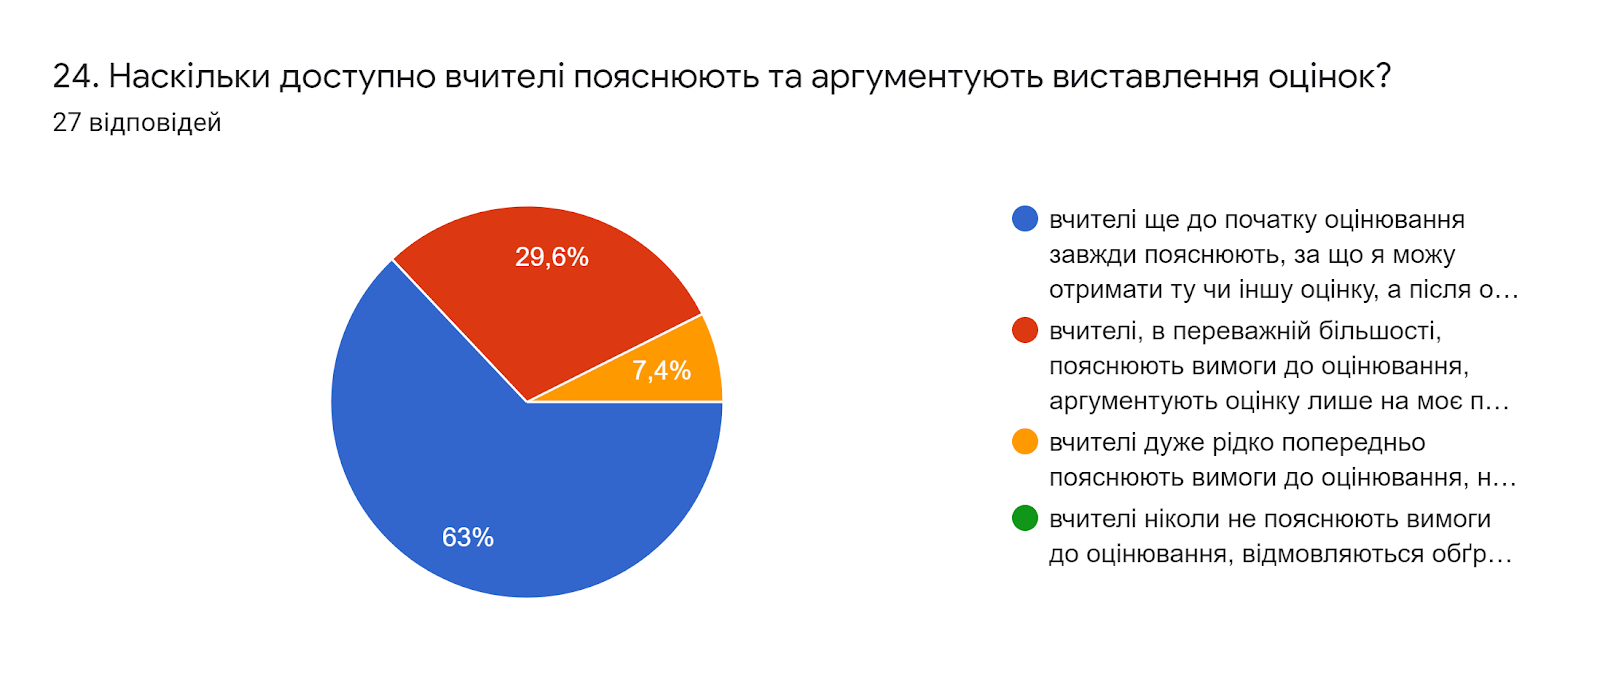 24. Наскільки доступно вчителі пояснюють та аргументують виставлення оцінок?
27 відповідей
29,6%
7,4%
63%
вчителі ще до початку оцінювання
завжди пояснюють, за що я можу
отримати ту чи іншу оцінку, а після о…
вчителі, в переважній більшості,
пояснюють вимоги до оцінювання,
аргументують оцінку лише на моє п…
вчителі дуже рідко попередньо
пояснюють вимоги до оцінювання, н…
вчителі ніколи не пояснюють вимоги
до оцінювання, відмовляються обґр…